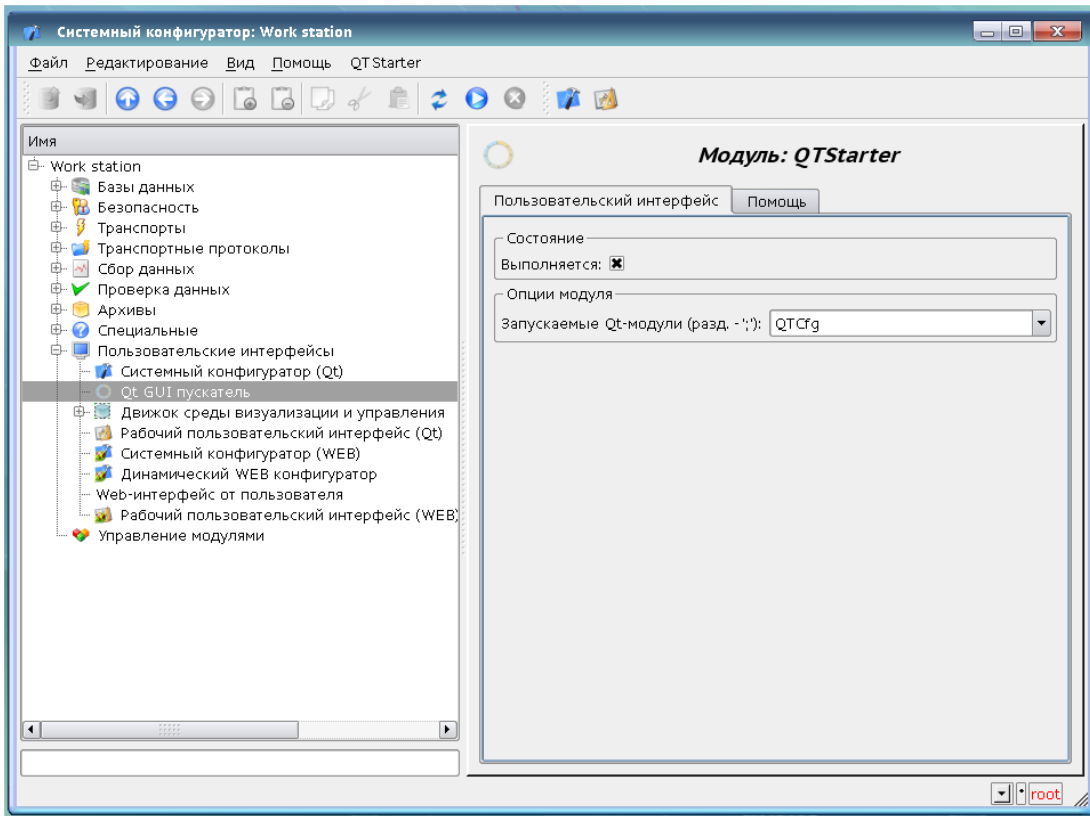 Системный конфигуратор: Work station
Файл Редактирование Вид Помощь QTStarter
Имя
Work station
Базы данных
Безопасность
Транспорты
Транспортные протоколы
Сбор данных
Проверка данных
Архивы
Специальные
Пользовательские интерфейсы
Системный конфигуратор (Qt)
Qt GUI пускатель
Движок среды визуализации и управления
Рабочий пользовательский интерфейс (Qt)
Системный конфигуратор (WEB)
Динамический WEB конфигуратор
Web-интерфейс от пользователя
Рабочий пользовательский интерфейс (WEB)
Управление модулями
Модуль: QTStarter
Пользовательский интерфейс Помощь
Состояние
Выполняется:
Опции модуля
Запускаемые Qt-модули (разд. - ';'): QTCfg
* root